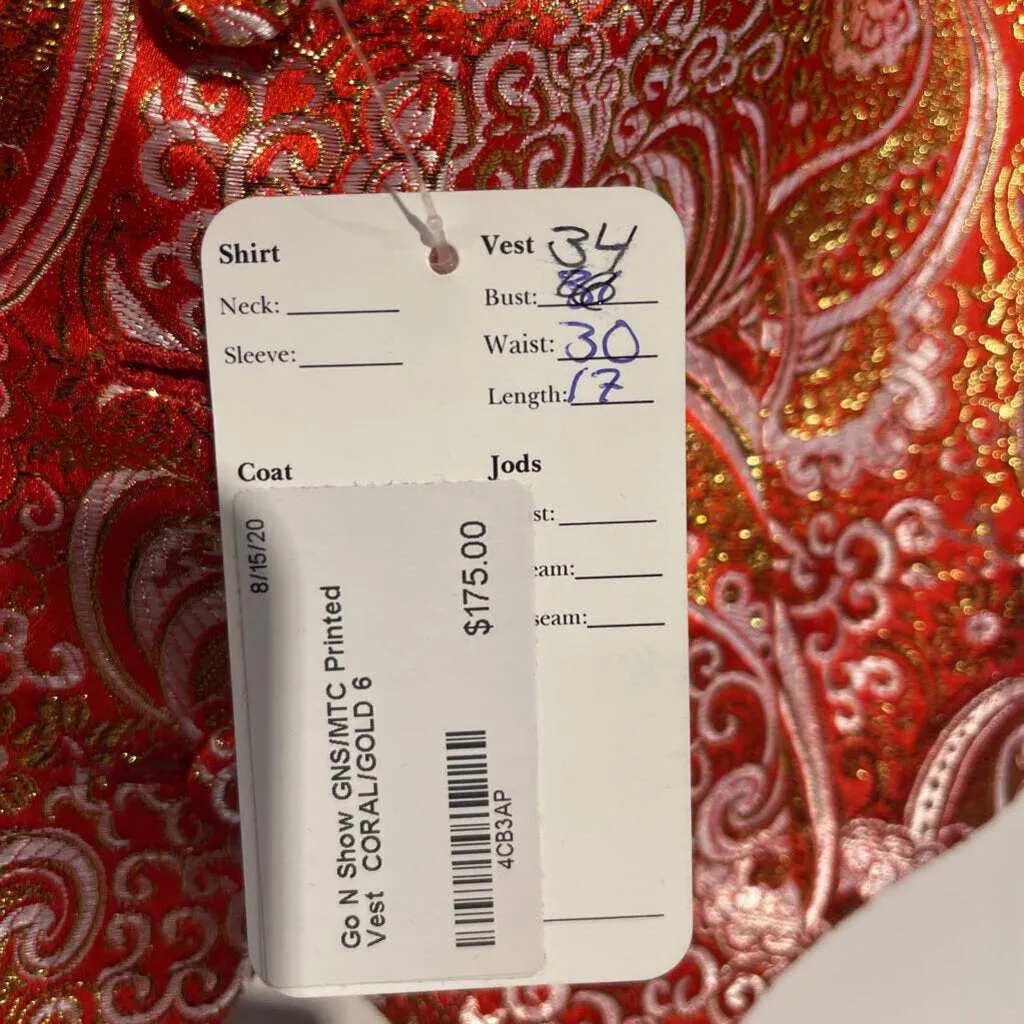 Shirt
Neck:
Sleeve:
Vest 34
Bust:
Waist: 30
Length: 17
Coat
Jods
st:
eam:
seam:
8/15/20
Go N Show GNS/MTC Printed
Vest CORAL/GOLD 6
$175.00
4CB3AP